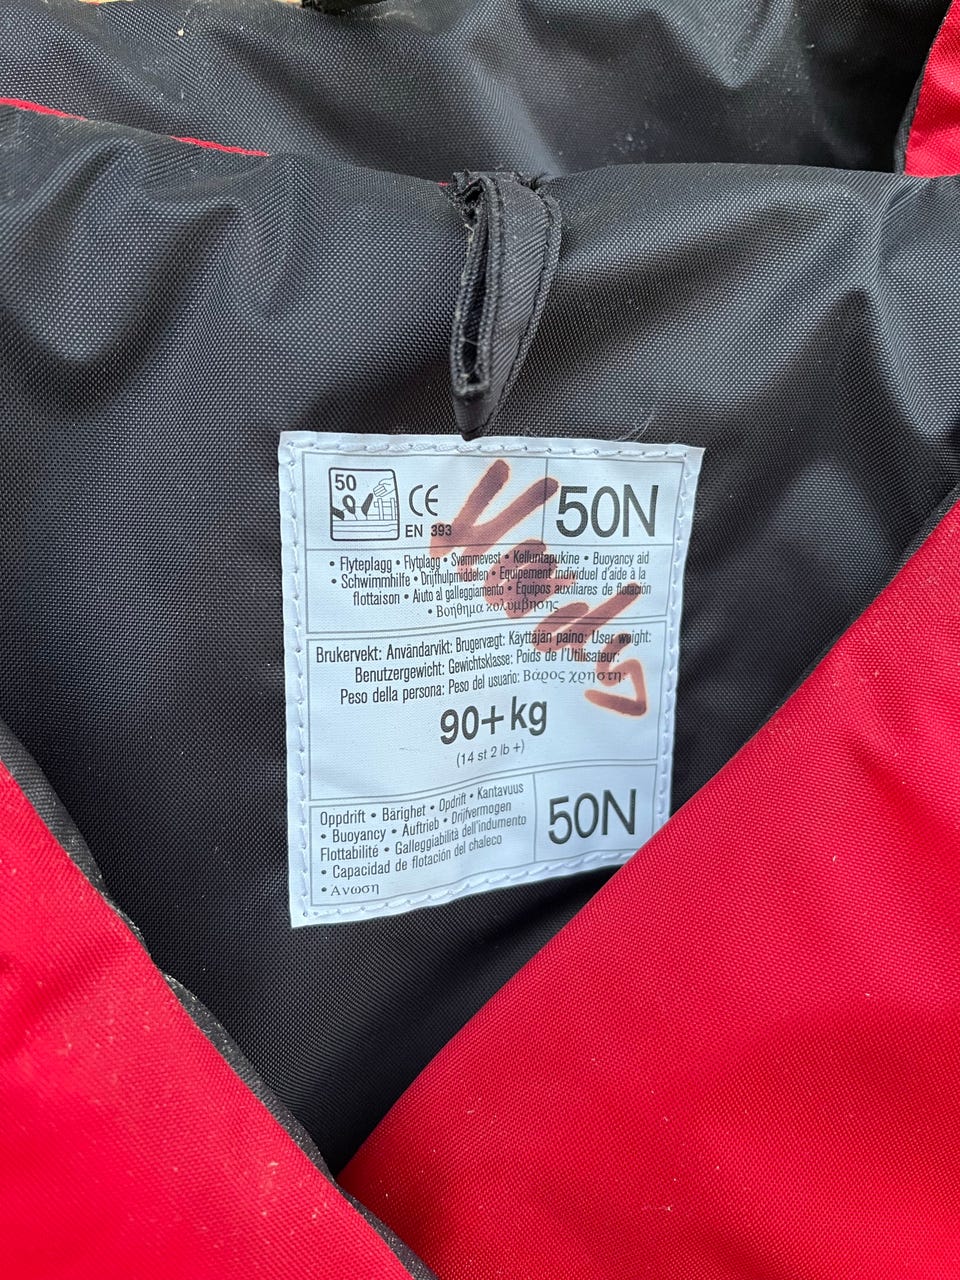 50
CE
EN 393
50N
• Flyteplagg • Flytplagg • Svømmevest • Kelluntapukine • Buoyancy aid
• Schwimmhilfe • Drijfhulpmiddelen • Equipement individuel d'aide à la
flottaison • Aiuto al galleggiamento • Equipos auxiliares de flotación
• Βοήθημα κολύμβησης
Brukervekt: Användarvikt: Brugervægt: Käyttäjän paino: User weight:
Benutzergewicht: Gewichtsklasse: Poids de l'Utilisateur:
Peso della persona: Peso del usuario: Βάρος χρήστη:
90+ kg
(14 st 2 lb +)
Oppdrift • Bärighet • Opdrift • Kantavuus
• Buoyancy • Auftrieb • Drijfvermogen
Flottabilité • Galleggiabilità dell'indumento
• Capacidad de flotación del chaleco
• Ανωση
50N